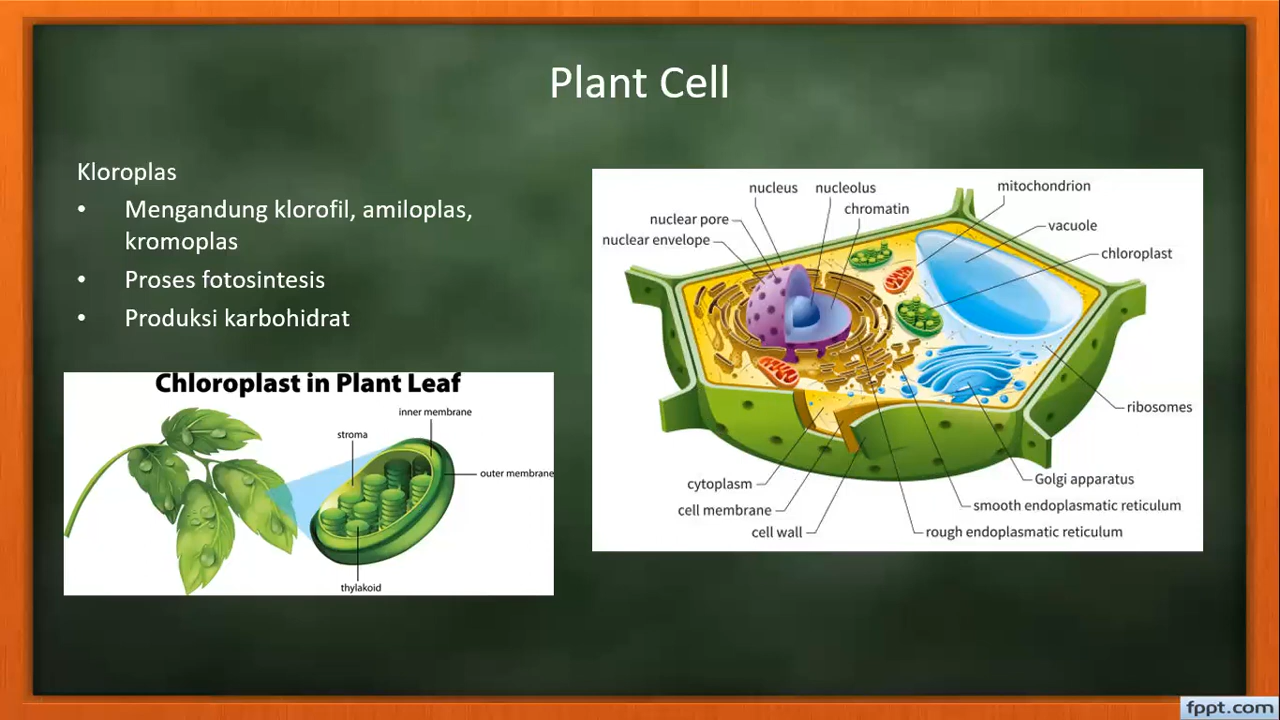 Plant Cell
Kloroplas
• Mengandung klorofil, amiloplas,
kromoplas
• Proses fotosintesis
• Produksi karbohidrat
Chloroplast in Plant Leaf
inner membrane
stroma
outer membrane
thylakoid
nucleus
nucleolus
mitochondrion
chromatin
nuclear pore
vacuole
nuclear envelope
chloroplast
ribosomes
Golgi apparatus
cytoplasm
smooth endoplasmatic reticulum
cell membrane
cell wall
rough endoplasmatic reticulum
fppt.com